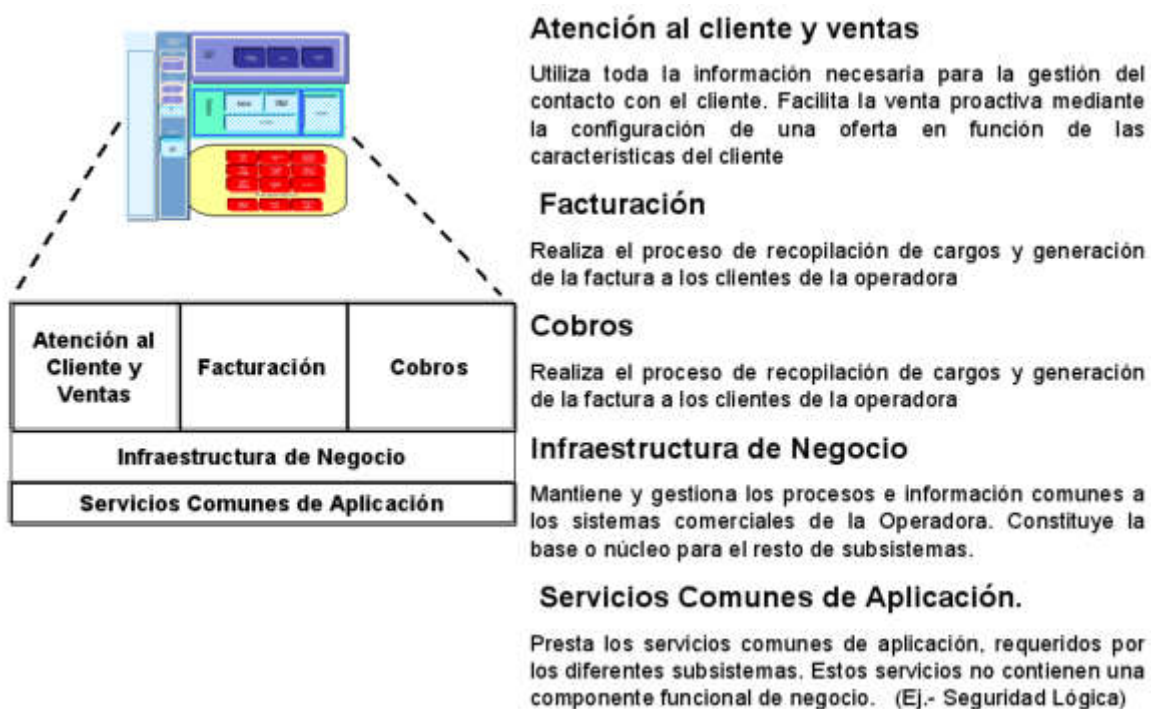 Atención al cliente y ventas
Utiliza toda la información necesaria para la gestión del
contacto con el cliente. Facilita la venta proactiva mediante
la configuración de una oferta en función de las
características del cliente
Facturación
Realiza el proceso de recopilación de cargos y generación
de la factura a los clientes de la operadora
Cobros
Realiza el proceso de recopilación de cargos y generación
de la factura a los clientes de la operadora
Infraestructura de Negocio
Mantiene y gestiona los procesos e información comunes a
los sistemas comerciales de la Operadora. Constituye la
base o núcleo para el resto de subsistemas.
Servicios Comunes de Aplicación.
Presta los servicios comunes de aplicación, requeridos por
los diferentes subsistemas. Estos servicios no contienen una
componente funcional de negocio. (Ej.- Seguridad Lógica)
Atención al
Cliente y
Ventas
Facturación
Cobros
Infraestructura de Negocio
Servicios Comunes de Aplicación